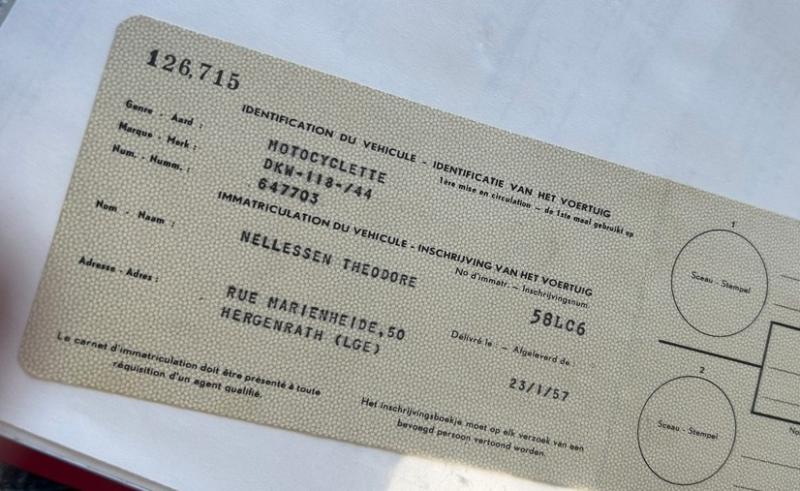 126,715
IDENTIFICATION DU VEHICULE - IDENTIFICATIE VAN HET VOERTUIG
Genre - Aard : MOTOCYCLETTE
1ère mise en circulation — de 1ste maal gebruikt op
Marque - Merk : DKW-118-/44
Num. - Numm. : 647703
IMMATRICULATION DU VEHICULE - INSCHRIJVING VAN HET VOERTUIG
Nom - Naam : NELLESSEN THEODORE
No d'immatr. — Inschrijvingsnum.
58LC6
Adresse - Adres : RUE MARIENHEIDE,50
HERGENRATH (LGE)
Délivré le : — Afgeleverd de
23/1/57
Le carnet d'immatriculation doit être présenté à toute
réquisition d'un agent qualifié.
Het inschrijvingsboekje moet op elk verzoek van een
bevoegd persoon vertoond worden.
1
Sceau - Stempel
2
Sceau - Stempel
No